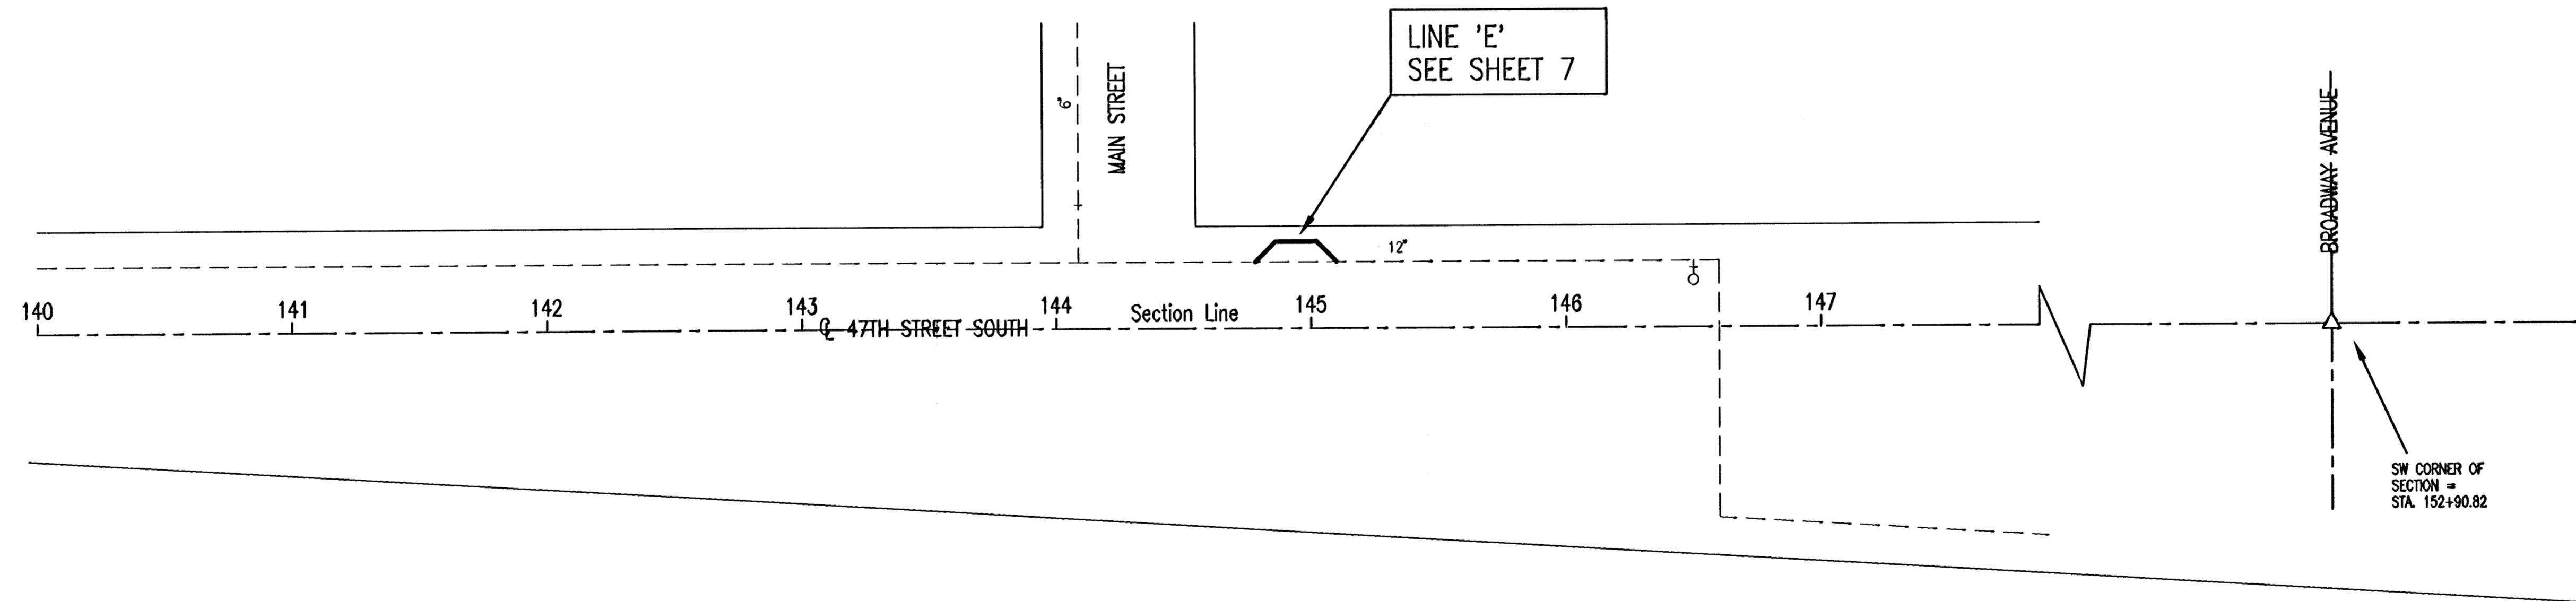 LINE 'E'
SEE SHEET 7
6"
MAIN STREET
BROADWAY AVENUE
12"
140
141
142
143
144
145
146
147
Section Line
℄ 47TH STREET SOUTH
SW CORNER OF
SECTION =
STA. 152+90.82